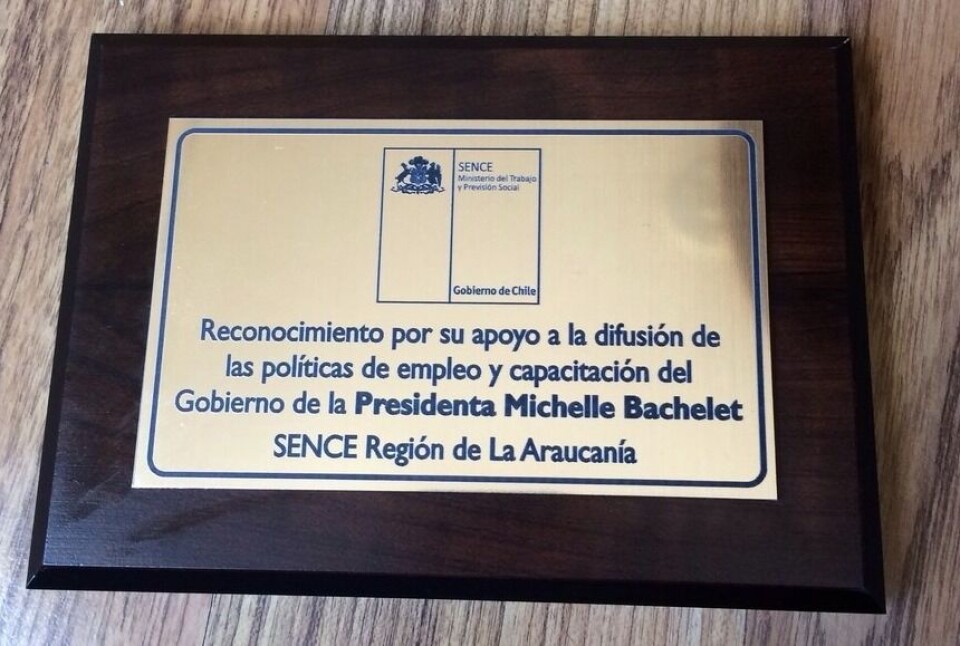 SENCE
Ministerio del Trabajo
y Previsión Social
Gobierno de Chile
Reconocimiento por su apoyo a la difusión de
las políticas de empleo y capacitación del
Gobierno de la Presidenta Michelle Bachelet
SENCE Región de La Araucanía